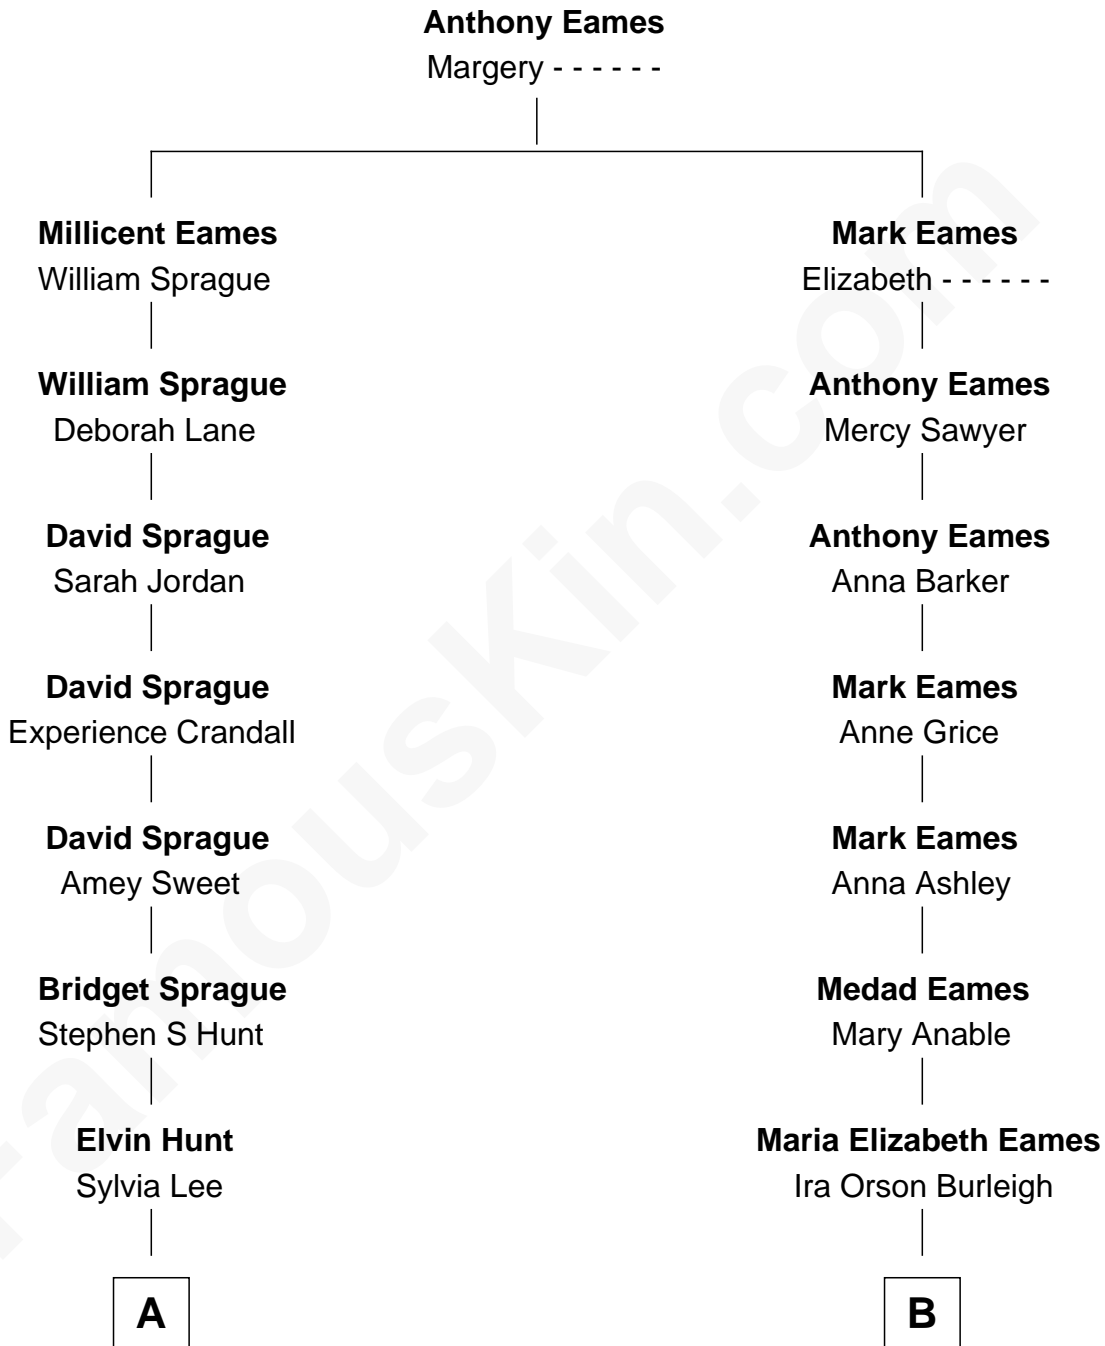 Anthony Eames
Margery - - - - - -
Millicent Eames
William Sprague
Mark Eames
Elizabeth - - - - - -
William Sprague
Deborah Lane
Anthony Eames
Mercy Sawyer
David Sprague
Sarah Jordan
Anthony Eames
Anna Barker
David Sprague
Experience Crandall
Mark Eames
Anne Grice
David Sprague
Amey Sweet
Mark Eames
Anna Ashley
Bridget Sprague
Stephen S Hunt
Medad Eames
Mary Anable
Elvin Hunt
Sylvia Lee
Maria Elizabeth Eames
Ira Orson Burleigh
A
B
FamousKin.com